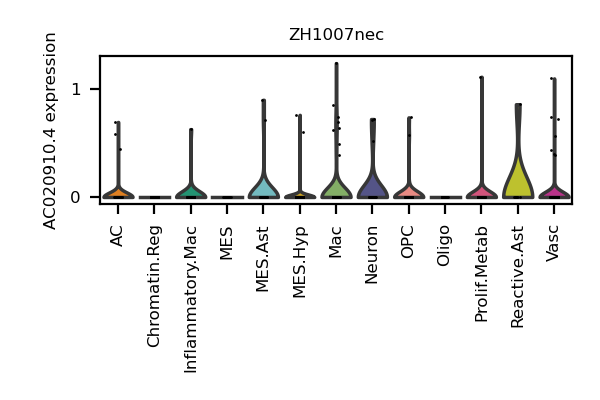 ZH1007nec
AC020910.4 expression
1
0
AC
Chromatin.Reg
Inflammatory.Mac
MES
MES.Ast
MES.Hyp
Mac
Neuron
OPC
Oligo
Prolif.Metab
Reactive.Ast
Vasc